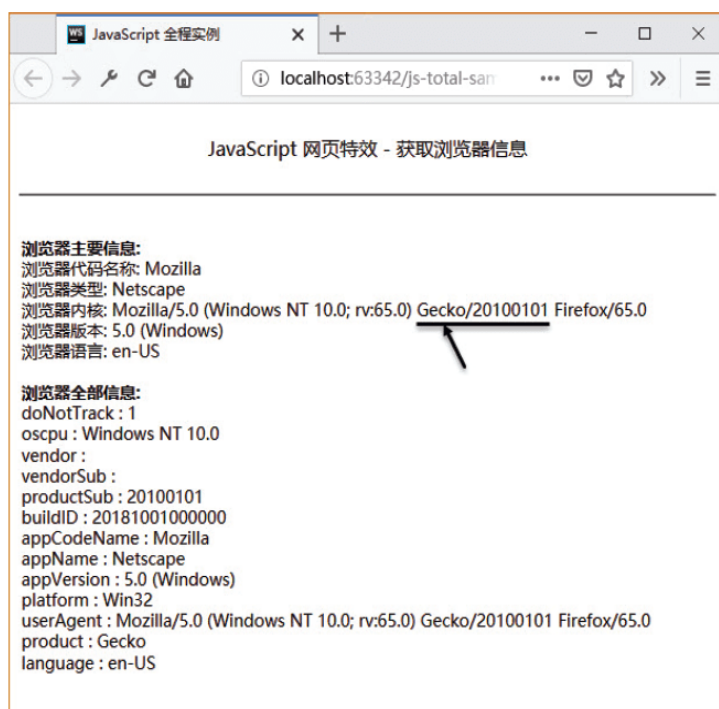 WS JavaScript 全程实例
localhost:63342/js-total-sam
JavaScript 网页特效 - 获取浏览器信息
浏览器主要信息:
浏览器代码名称: Mozilla
浏览器类型: Netscape
浏览器内核: Mozilla/5.0 (Windows NT 10.0; rv:65.0) Gecko/20100101 Firefox/65.0
浏览器版本: 5.0 (Windows)
浏览器语言: en-US
浏览器全部信息:
doNotTrack : 1
oscpu : Windows NT 10.0
vendor :
vendorSub :
productSub : 20100101
buildID : 20181001000000
appCodeName : Mozilla
appName : Netscape
appVersion : 5.0 (Windows)
platform : Win32
userAgent : Mozilla/5.0 (Windows NT 10.0; rv:65.0) Gecko/20100101 Firefox/65.0
product : Gecko
language : en-US